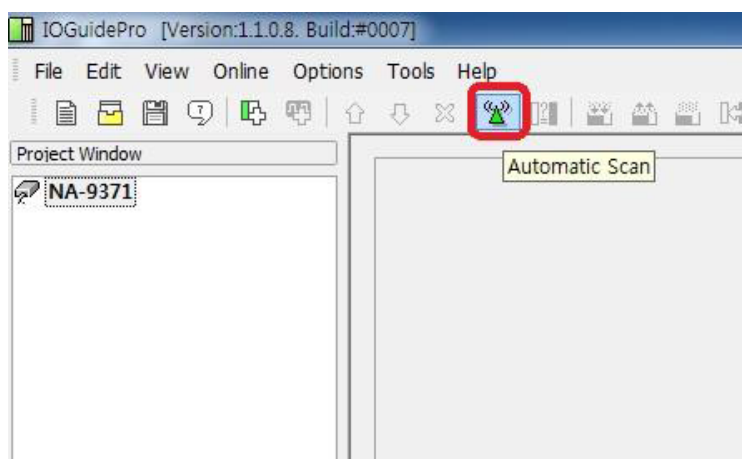 IOGuidePro [Version:1.1.0.8. Build:#0007]
File Edit View Online Options Tools Help
Automatic Scan
Project Window
NA-9371